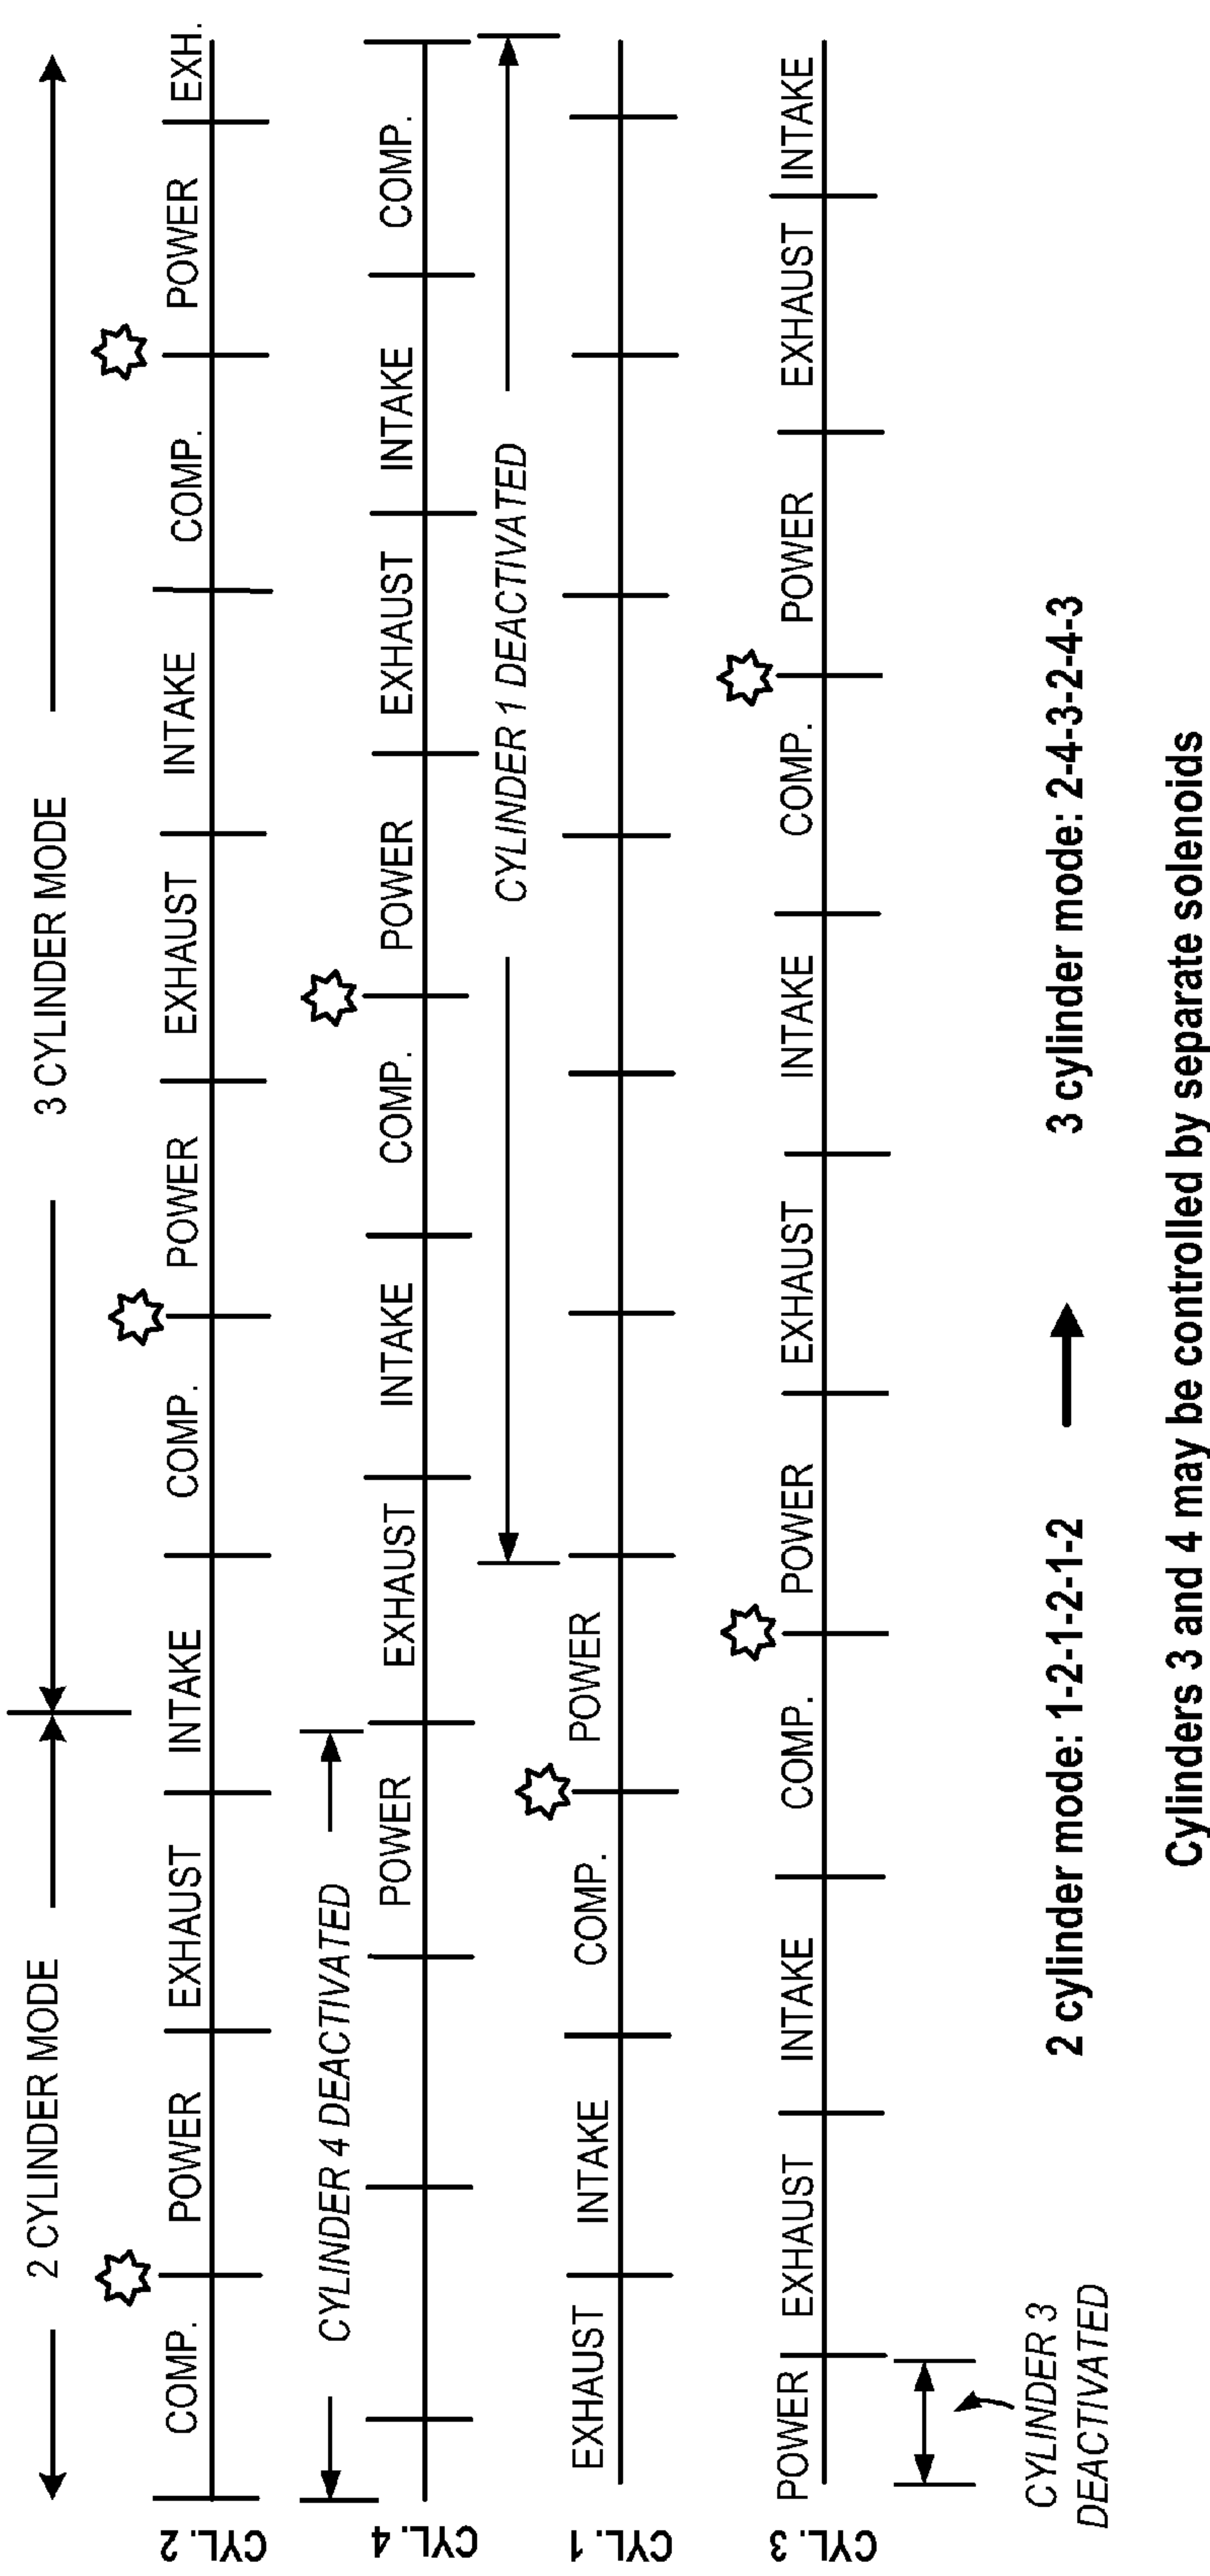 2 CYLINDER MODE 3 CYLINDER MODE
CYL. 2 COMP. POWER EXHAUST INTAKE COMP. POWER EXHAUST INTAKE COMP. POWER EXH.
CYLINDER 4 DEACTIVATED
CYL. 4 POWER EXHAUST INTAKE COMP. POWER EXHAUST INTAKE COMP.
CYLINDER 1 DEACTIVATED
CYL. 1 EXHAUST INTAKE COMP. POWER
CYL. 3 POWER EXHAUST INTAKE COMP. POWER EXHAUST INTAKE COMP. POWER EXHAUST INTAKE
CYLINDER 3
DEACTIVATED
2 cylinder mode: 1-2-1-2-1-2 3 cylinder mode: 2-4-3-2-4-3
Cylinders 3 and 4 may be controlled by separate solenoids